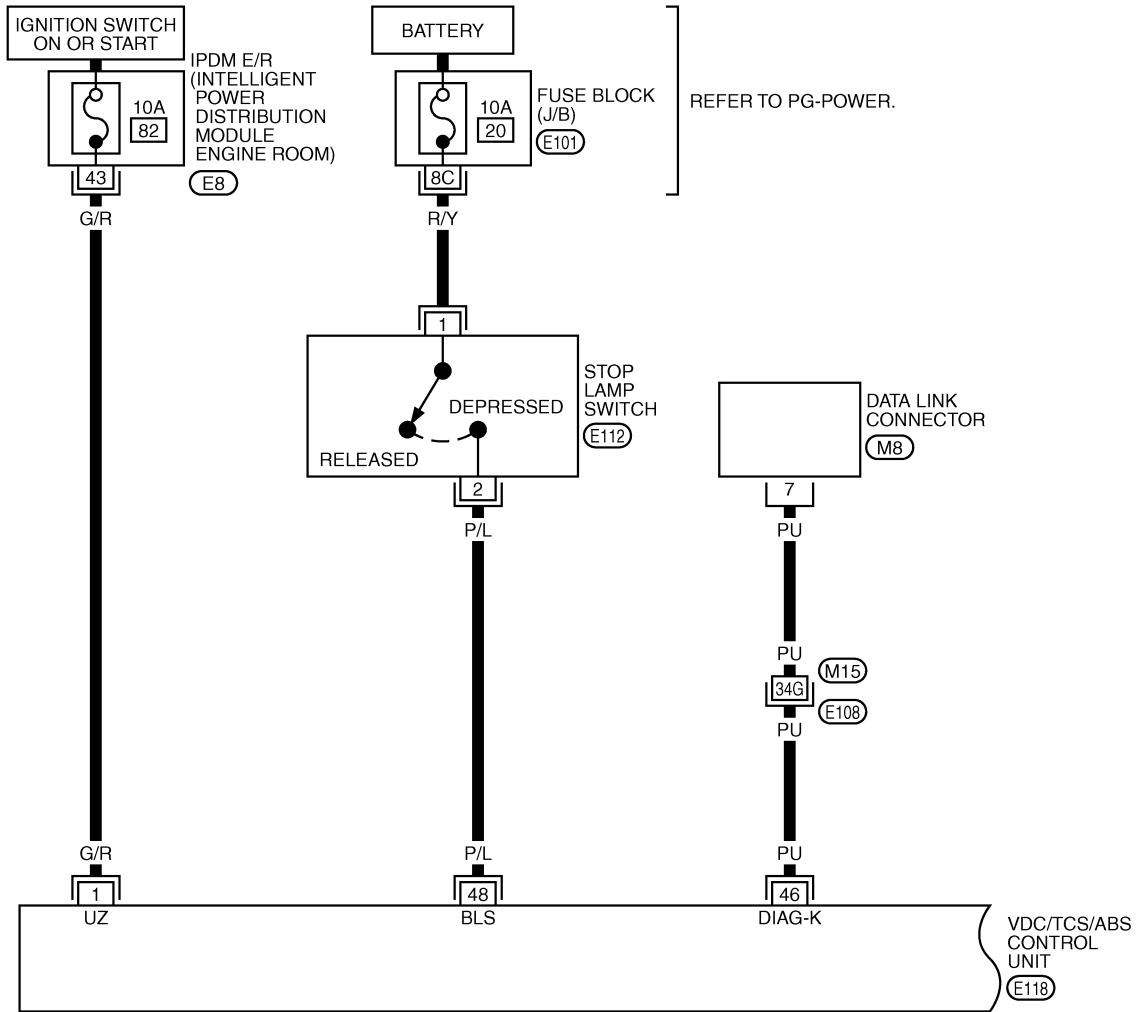 IGNITION SWITCH
ON OR START
BATTERY
IPDM E/R
(INTELLIGENT
POWER
DISTRIBUTION
MODULE
ENGINE ROOM)
E8
10A
82
43
G/R
10A
20
FUSE BLOCK
(J/B)
E101
REFER TO PG-POWER.
8C
R/Y
1
DEPRESSED
RELEASED
STOP
LAMP
SWITCH
E112
2
P/L
DATA LINK
CONNECTOR
M8
7
PU
PU
M15
34G
E108
PU
G/R
P/L
PU
1
48
46
UZ
BLS
DIAG-K
VDC/TCS/ABS
CONTROL
UNIT
E118